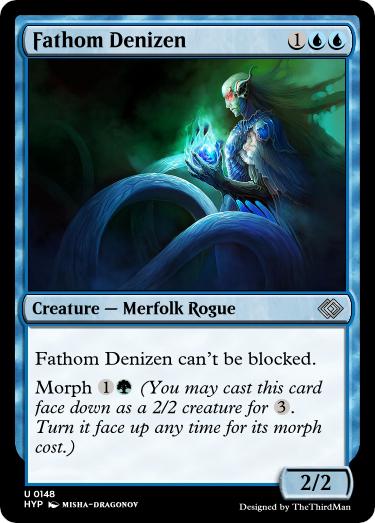 Fathom Denizen 1
Creature — Merfolk Rogue
Fathom Denizen can't be blocked.
Morph 1 (You may cast this card
face down as a 2/2 creature for 3.
Turn it face up any time for its morph
cost.)
2/2
U 0148
HYP MISHA-DRAGONOV
Designed by TheThirdMan